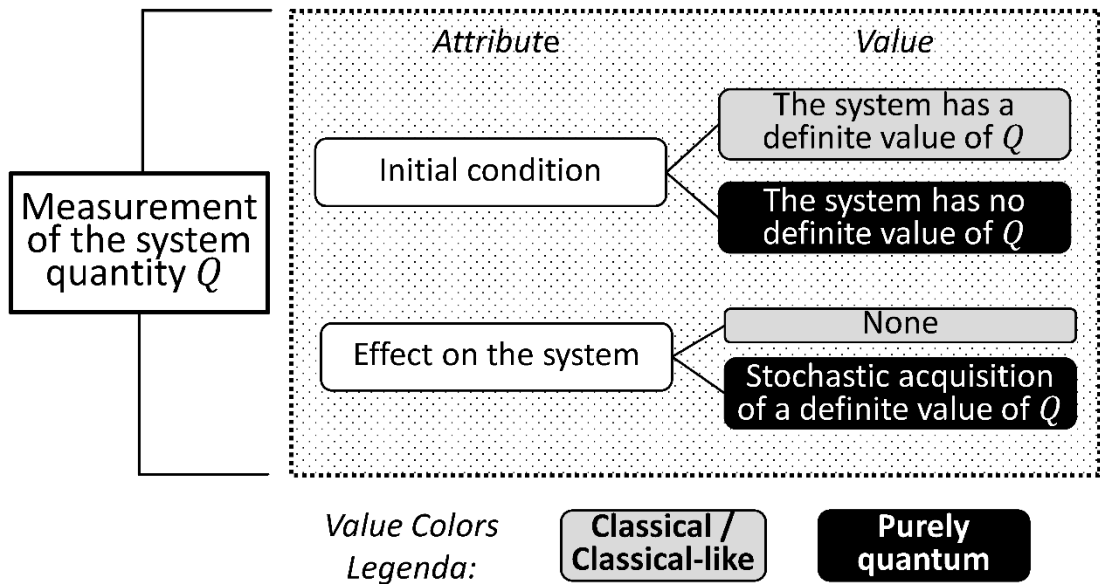 Attribute
Value
The system has a
definite value of Q
Initial condition
The system has no
definite value of Q
Measurement
of the system
quantity Q
None
Effect on the system
Stochastic acquisition
of a definite value of Q
Value Colors
Legenda:
Classical /
Classical-like
Purely
quantum